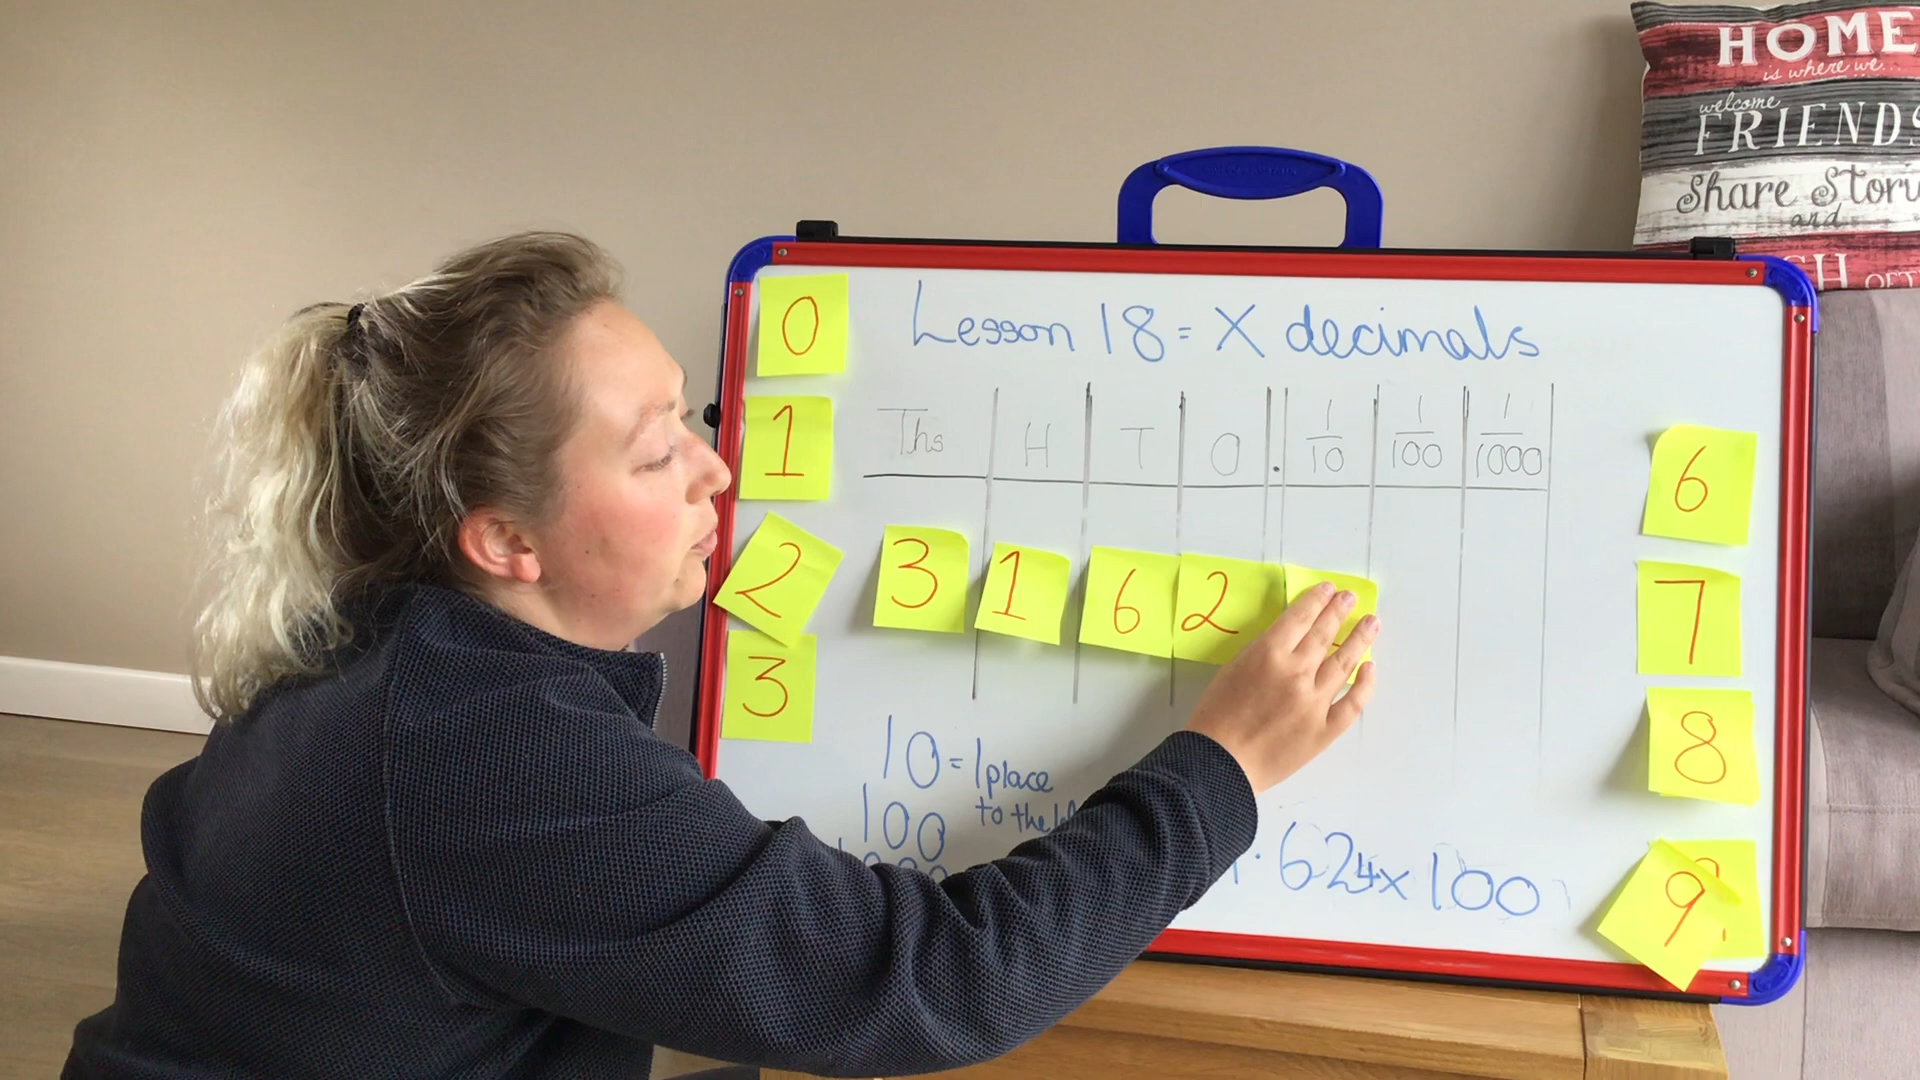 HOME
is where we...
welcome
FRIENDS
Share Stori
and
GH OFT
Lesson 18 = X decimals
Ths H T O . 1/10 1/100 1/1000
0
1
2
3
3 1 6 2
6
7
8
9
10 = 1 place
to the
100
.624 x 100